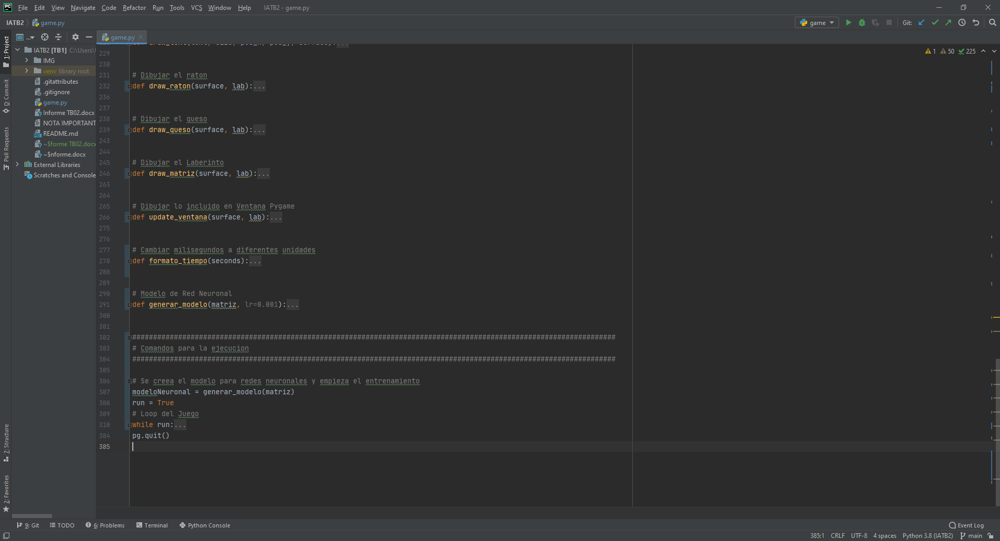 File Edit View Navigate Code Refactor Run Tools VCS Window Help IATB2 - game.py
IATB2 game.py
game Git:
1: Project
0: Commit
Pull Requests
7: Structure
2: Favorites
...
IATB2 [TB1] C:\Users\
IMG
venv library root
.gitattributes
.gitignore
game.py
Informe TB02.docx
NOTA IMPORTANT
README.md
~$forme TB02.docx
~$nforme.docx
External Libraries
Scratches and Console
game.py
1 50 225
229
230
231 # Dibujar el raton
232 def draw_raton(surface, lab):...
236
237
238 # Dibujar el queso
239 def draw_queso(surface, lab):...
243
244
245 # Dibujar el Laberinto
246 def draw_matriz(surface, lab):...
263
264
265 # Dibujar lo incluido en Ventana Pygame
266 def update_ventana(surface, lab):...
275
276
277 # Cambiar milisegundos a diferentes unidades
278 def formato_tiempo(seconds):...
288
289
290 # Modelo de Red Neuronal
291 def generar_modelo(matriz, lr=0.001):...
300
301
302 ####################################################################################################################
303 # Comandos para la ejecucion
304 ####################################################################################################################
305
306 # Se creea el modelo para redes neuronales y empieza el entrenamiento
307 modeloNeuronal = generar_modelo(matriz)
308 run = True
309 # Loop del Juego
310 while run:...
384 pg.quit()
385
9: Git TODO 6: Problems Terminal Python Console Event Log
385:1 CRLF UTF-8 4 spaces Python 3.8 (IATB2) main